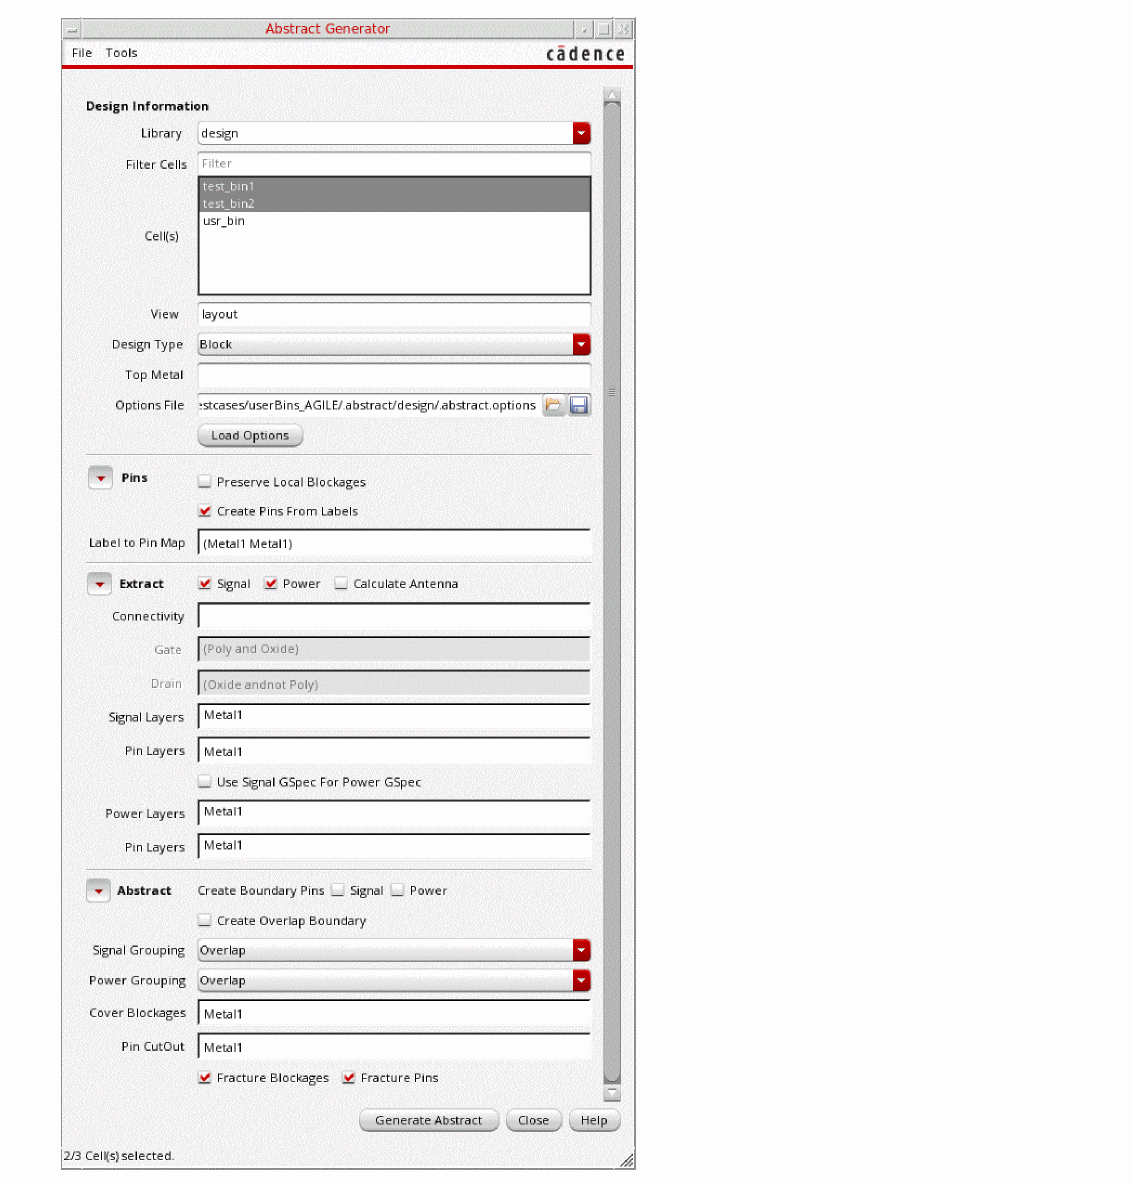 Abstract Generator
File Tools
cādence
Design Information
Library design
Filter Cells Filter
test_bin1
test_bin2
usr_bin
Cell(s)
View layout
Design Type Block
Top Metal
Options File estcases/userBins_AGILE/.abstract/design/.abstract.options
Load Options
Pins Preserve Local Blockages
Create Pins From Labels
Label to Pin Map (Metal1 Metal1)
Extract Signal Power Calculate Antenna
Connectivity
Gate (Poly and Oxide)
Drain (Oxide andnot Poly)
Signal Layers Metal1
Pin Layers Metal1
Use Signal GSpec For Power GSpec
Power Layers Metal1
Pin Layers Metal1
Abstract Create Boundary Pins Signal Power
Create Overlap Boundary
Signal Grouping Overlap
Power Grouping Overlap
Cover Blockages Metal1
Pin CutOut Metal1
Fracture Blockages Fracture Pins
Generate Abstract Close Help
2/3 Cell(s) selected.